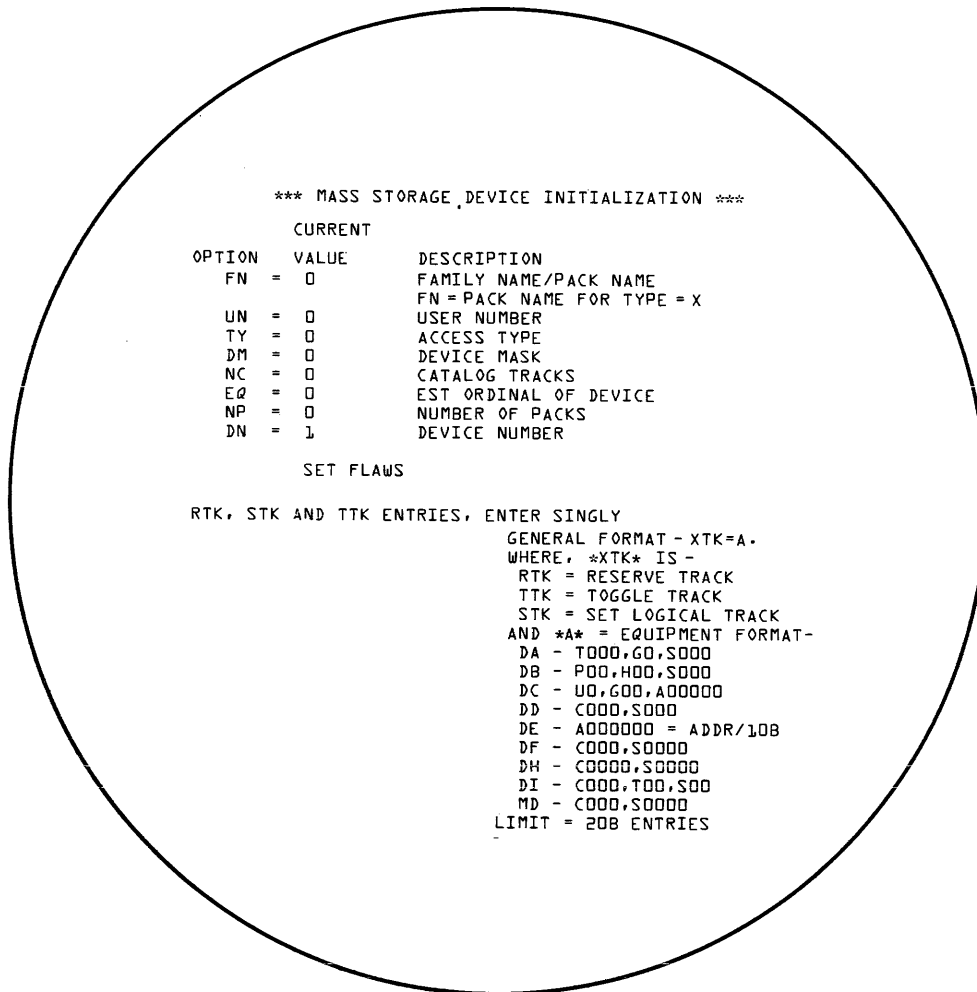 *** MASS STORAGE DEVICE INITIALIZATION ***
CURRENT
OPTION VALUE DESCRIPTION
FN = 0 FAMILY NAME/PACK NAME
FN = PACK NAME FOR TYPE = X
UN = 0 USER NUMBER
TY = 0 ACCESS TYPE
DM = 0 DEVICE MASK
NC = 0 CATALOG TRACKS
EQ = 0 EST ORDINAL OF DEVICE
NP = 0 NUMBER OF PACKS
DN = 1 DEVICE NUMBER
SET FLAWS
RTK, STK AND TTK ENTRIES, ENTER SINGLY
GENERAL FORMAT - XTK=A.
WHERE, *XTK* IS -
RTK = RESERVE TRACK
TTK = TOGGLE TRACK
STK = SET LOGICAL TRACK
AND *A* = EQUIPMENT FORMAT-
DA - T000,G0,S000
DB - P00,H00,S000
DC - U0,G00,A00000
DD - C000,S000
DE - A000000 = ADDR/10B
DF - C000,S0000
DH - C0000,S0000
DI - C000,T00,S00
MD - C000,S0000
LIMIT = 20B ENTRIES